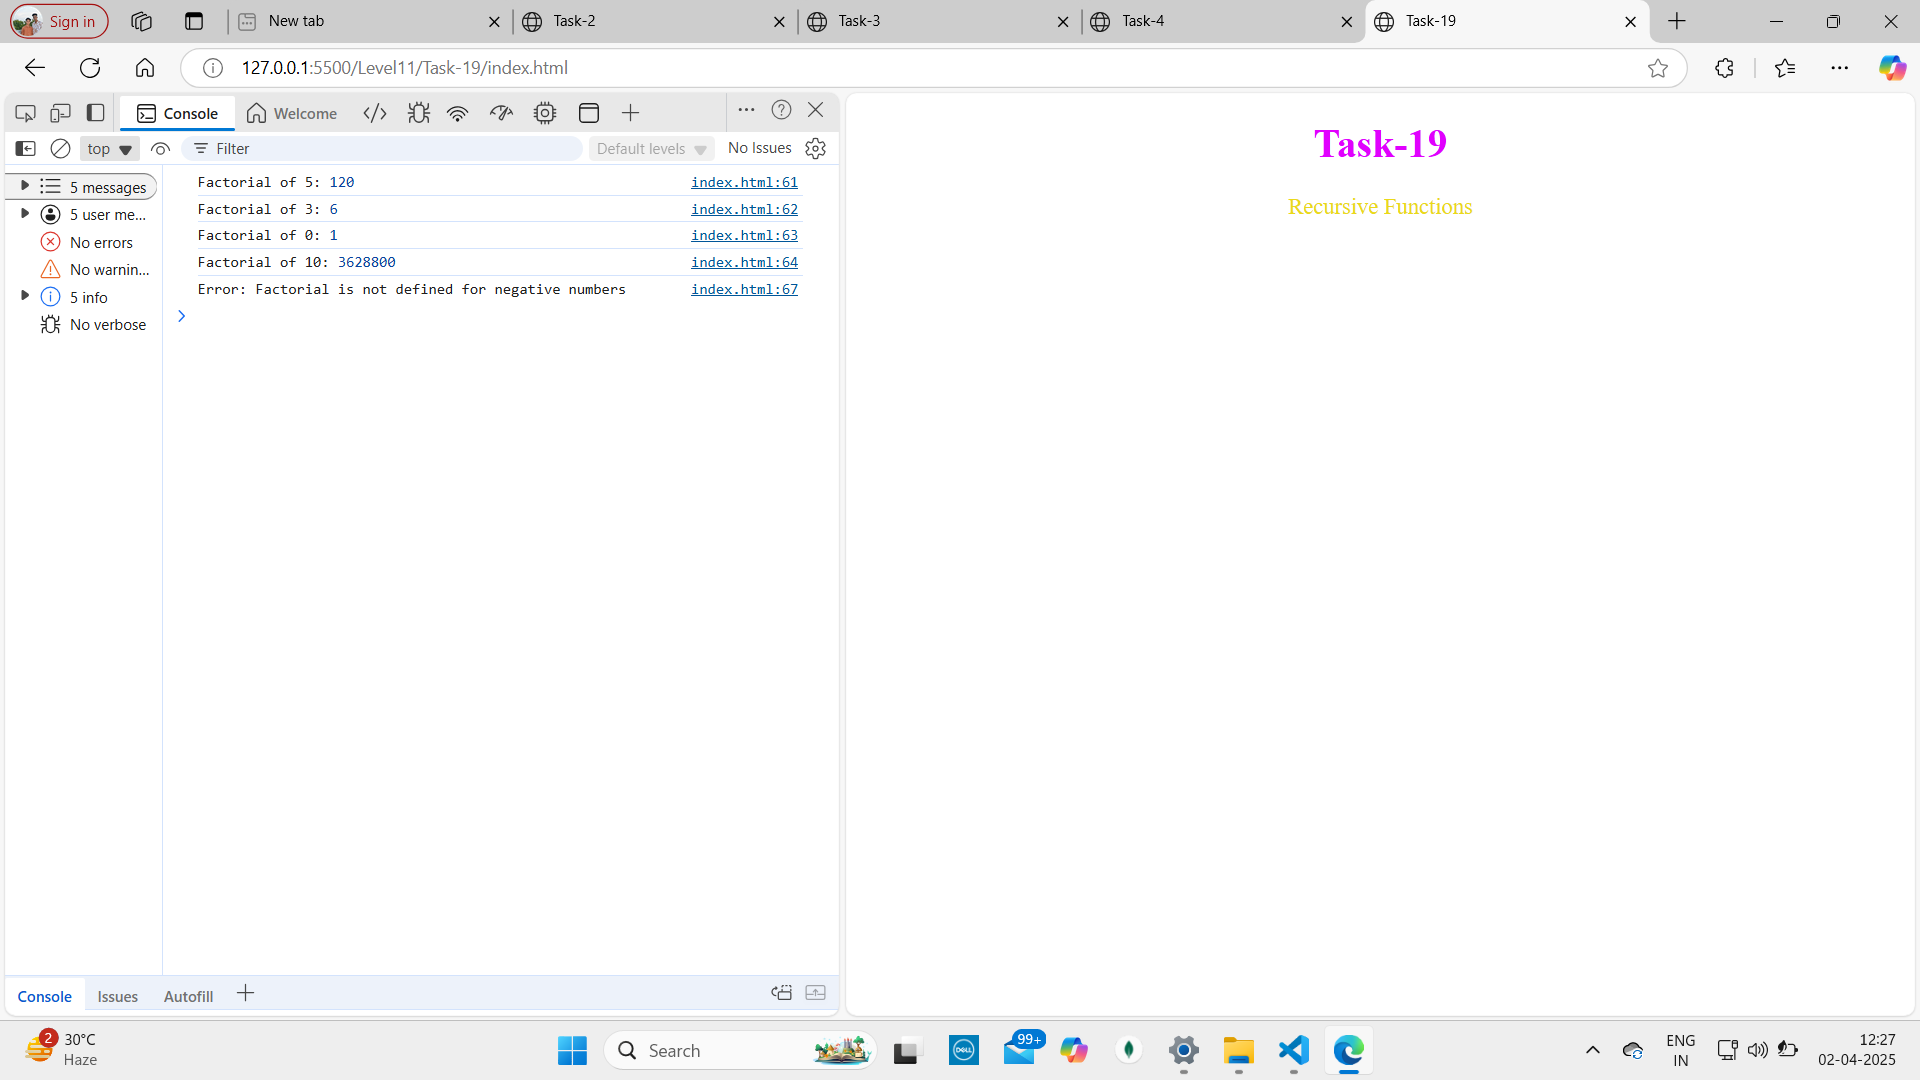 Sign in
New tab
Task-2
Task-3
Task-4
Task-19
127.0.0.1:5500/Level11/Task-19/index.html
Console
Welcome
top
Filter
Default levels
No Issues
5 messages
5 user me...
No errors
No warnin...
5 info
No verbose
Factorial of 5: 120 index.html:61
Factorial of 3: 6 index.html:62
Factorial of 0: 1 index.html:63
Factorial of 10: 3628800 index.html:64
Error: Factorial is not defined for negative numbers index.html:67
Task-19
Recursive Functions
Console
Issues
Autofill
2
30°C
Haze
Search
DELL
99+
ENG
IN
12:27
02-04-2025